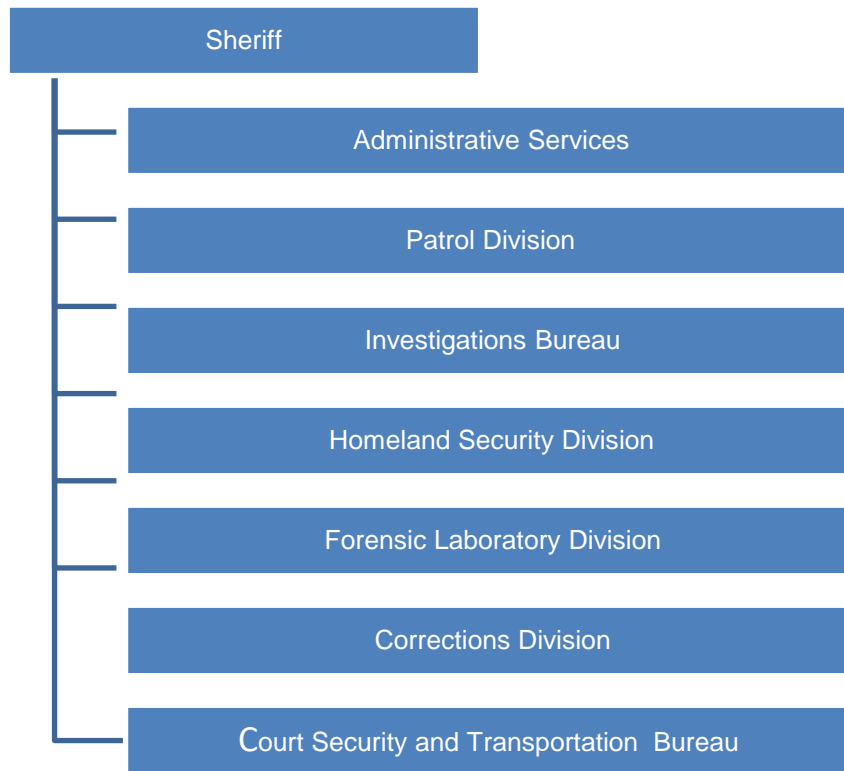 Sheriff
Administrative Services
Patrol Division
Investigations Bureau
Homeland Security Division
Forensic Laboratory Division
Corrections Division
Court Security and Transportation  Bureau